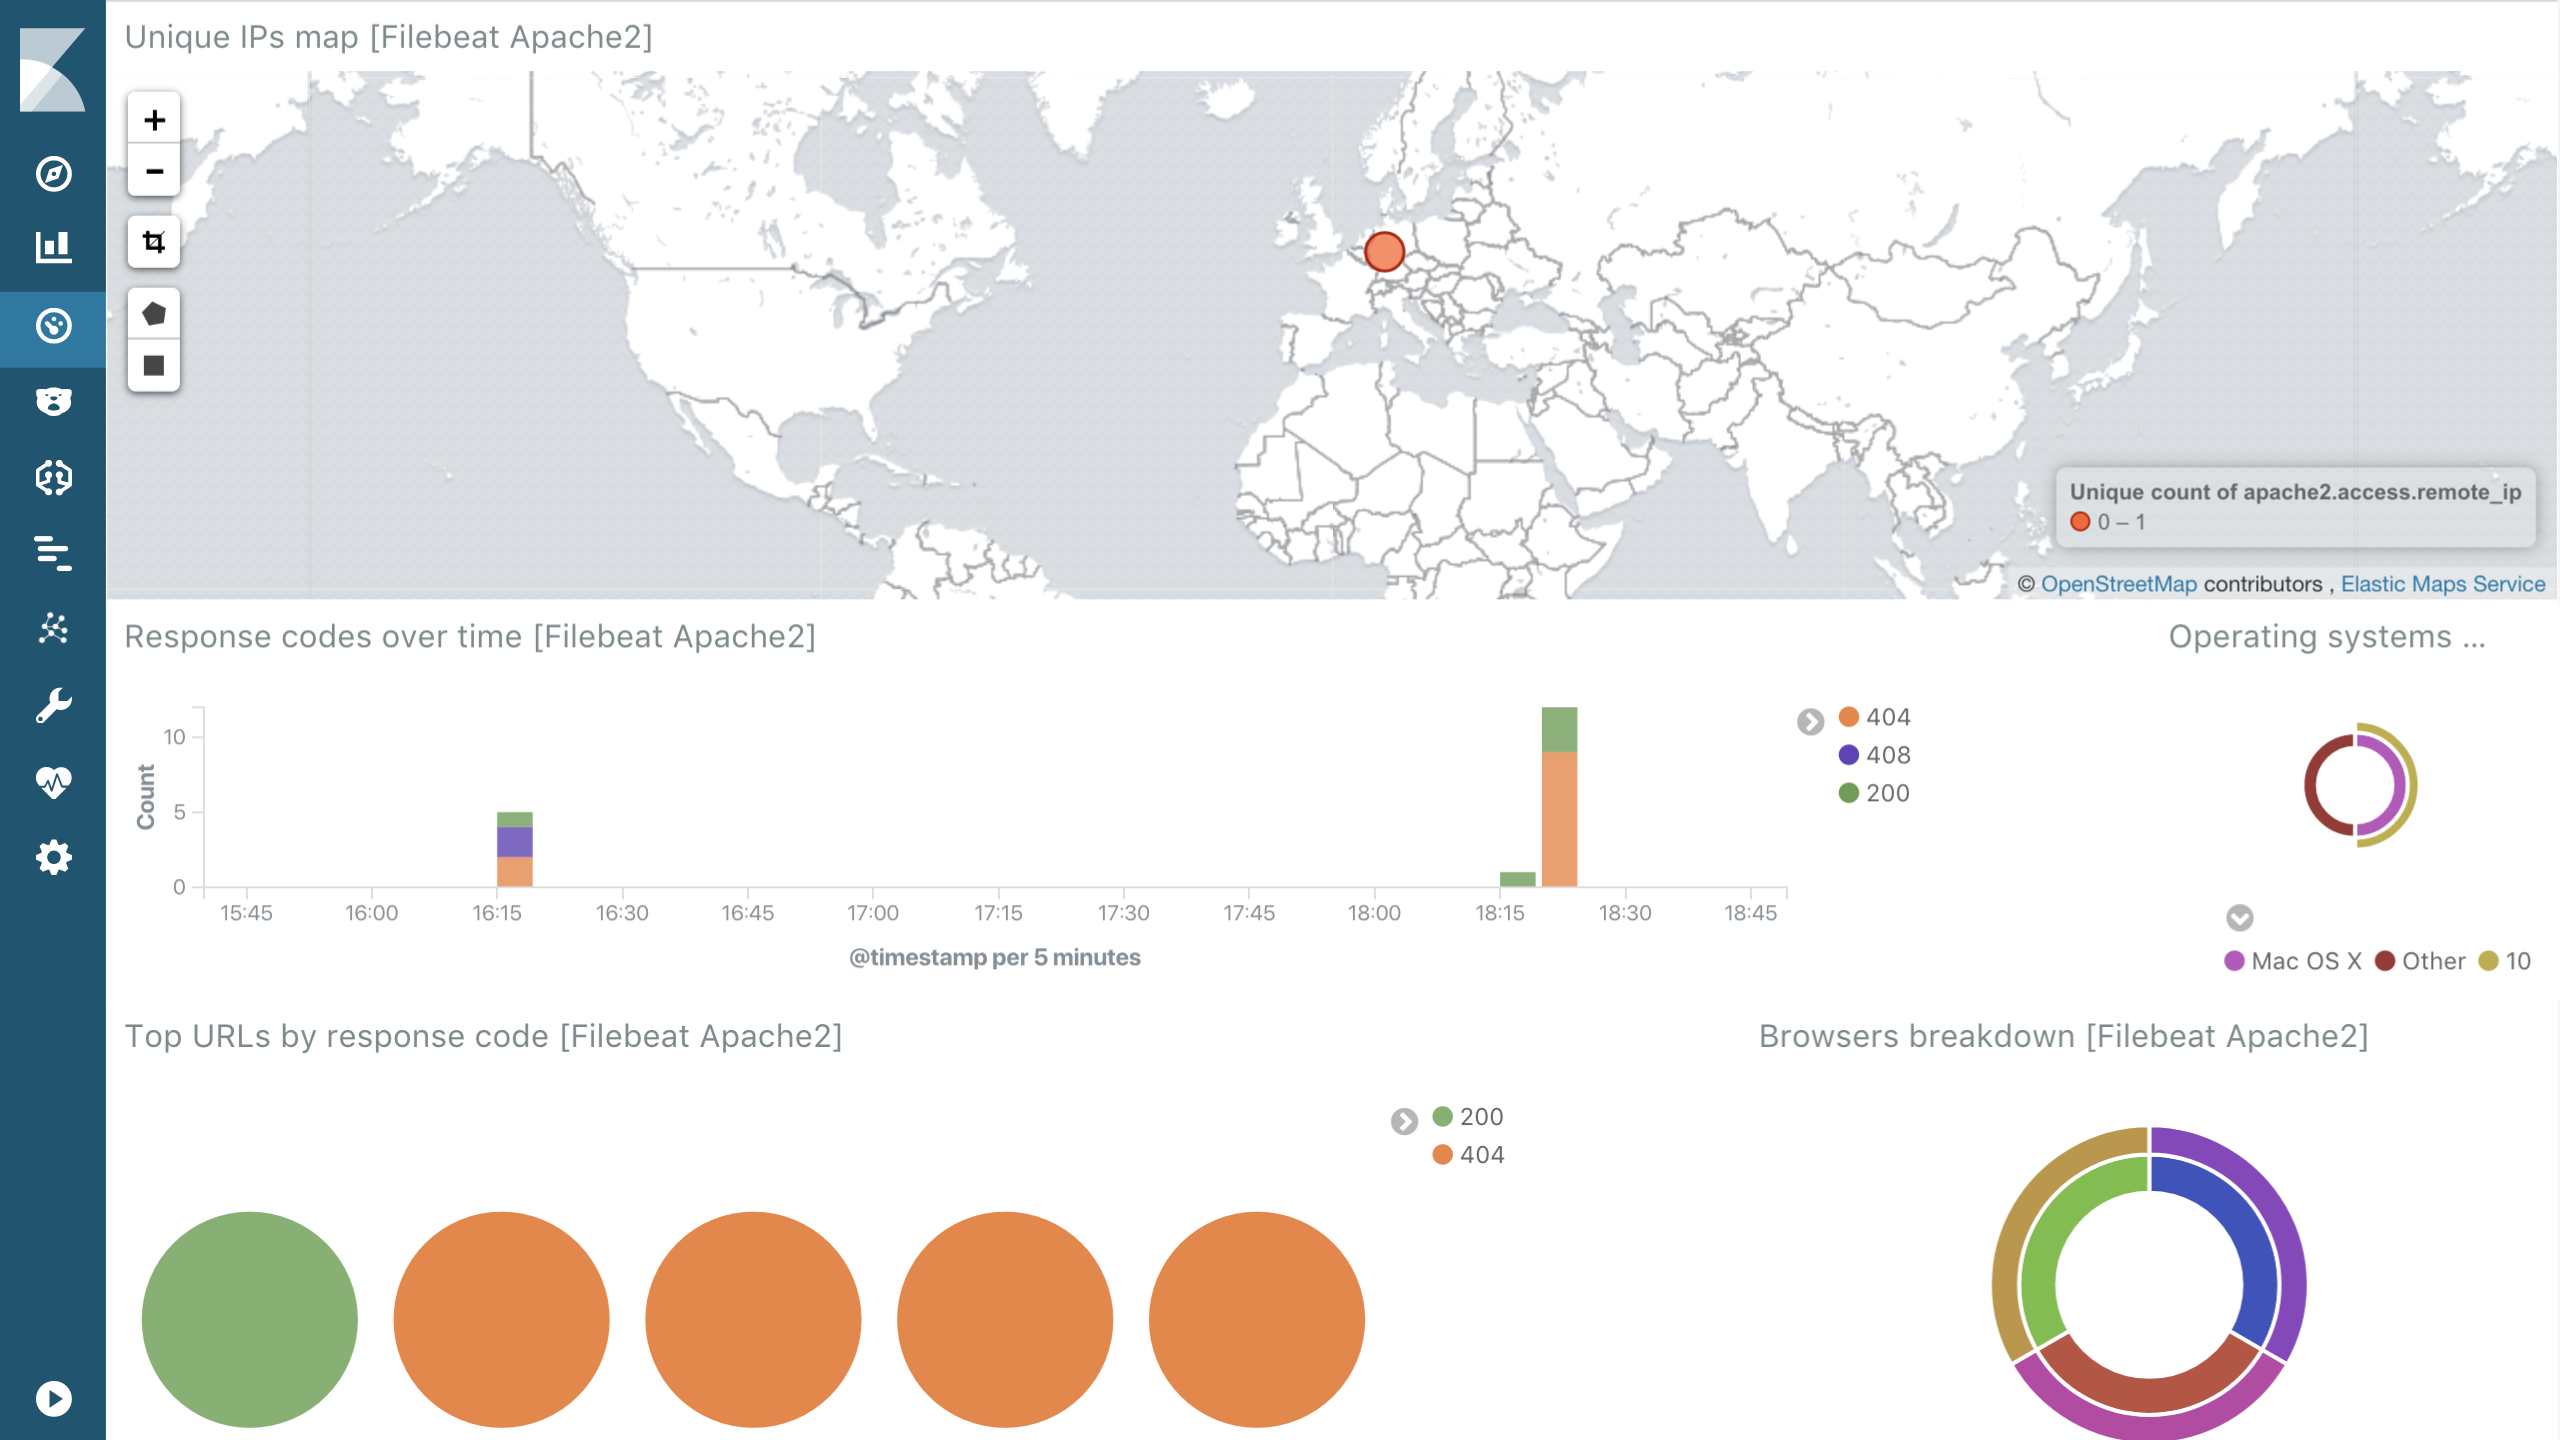 Unique IPs map [Filebeat Apache2]
+
−
Unique count of apache2.access.remote_ip
0 – 1
© OpenStreetMap contributors , Elastic Maps Service
Response codes over time [Filebeat Apache2]
Operating systems ...
Count
10
5
0
15:45 16:00 16:15 16:30 16:45 17:00 17:15 17:30 17:45 18:00 18:15 18:30 18:45
@timestamp per 5 minutes
404
408
200
Mac OS X Other 10
Top URLs by response code [Filebeat Apache2]
Browsers breakdown [Filebeat Apache2]
200
404